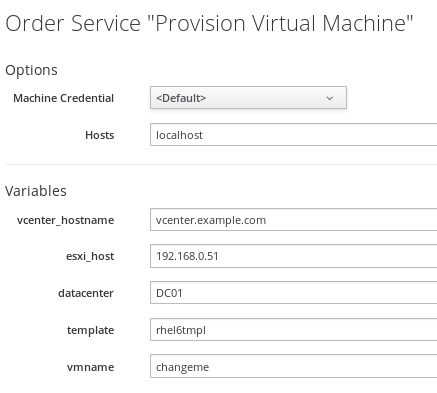 Order Service "Provision Virtual Machine"
Options
Machine Credential <Default>
Hosts localhost
Variables
vcenter_hostname vcenter.example.com
esxi_host 192.168.0.51
datacenter DC01
template rhel6tmpl
vmname changeme